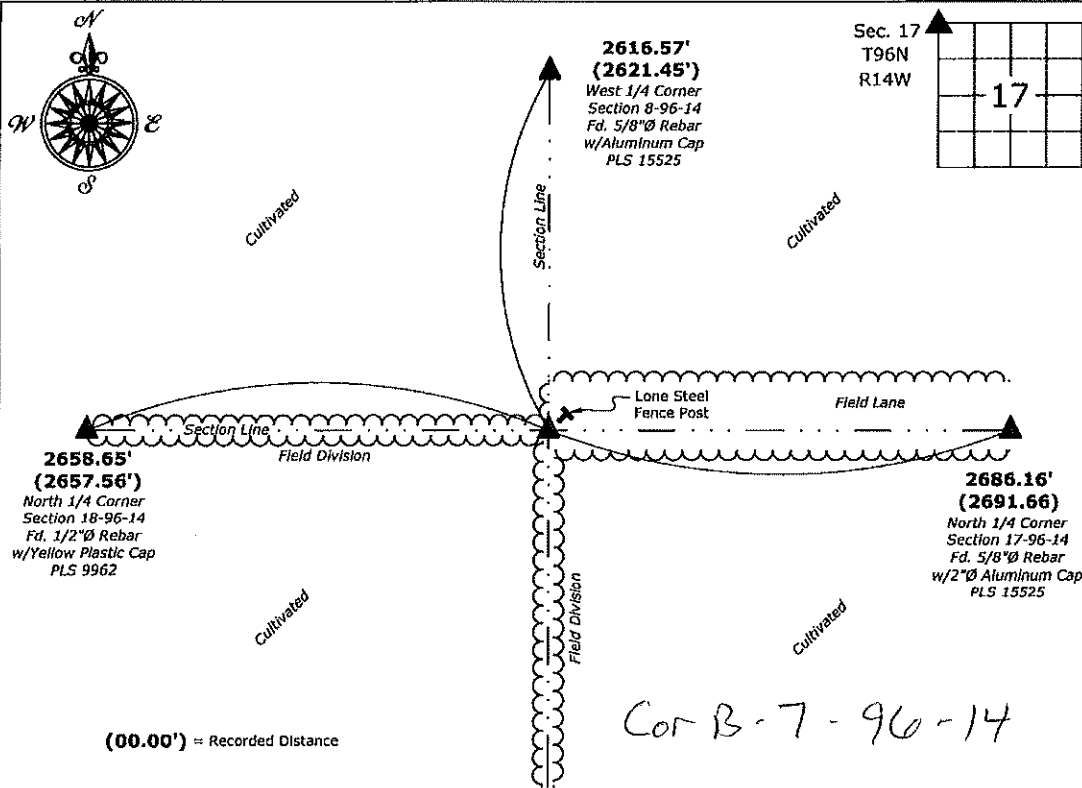 N
W
E
S
2616.57'
(2621.45')
West 1/4 Corner
Section 8-96-14
Fd. 5/8"Ø Rebar
w/Aluminum Cap
PLS 15525
Sec. 17
T96N
R14W
17
Cultivated
Section Line
Cultivated
Lone Steel
Fence Post
Field Lane
Section Line
Field Division
2658.65'
(2657.56')
North 1/4 Corner
Section 18-96-14
Fd. 1/2"Ø Rebar
w/Yellow Plastic Cap
PLS 9962
2686.16'
(2691.66)
North 1/4 Corner
Section 17-96-14
Fd. 5/8"Ø Rebar
w/2"Ø Aluminum Cap
PLS 15525
Cultivated
Field Division
Cultivated
Cor B-7-96-14
(00.00') = Recorded Distance